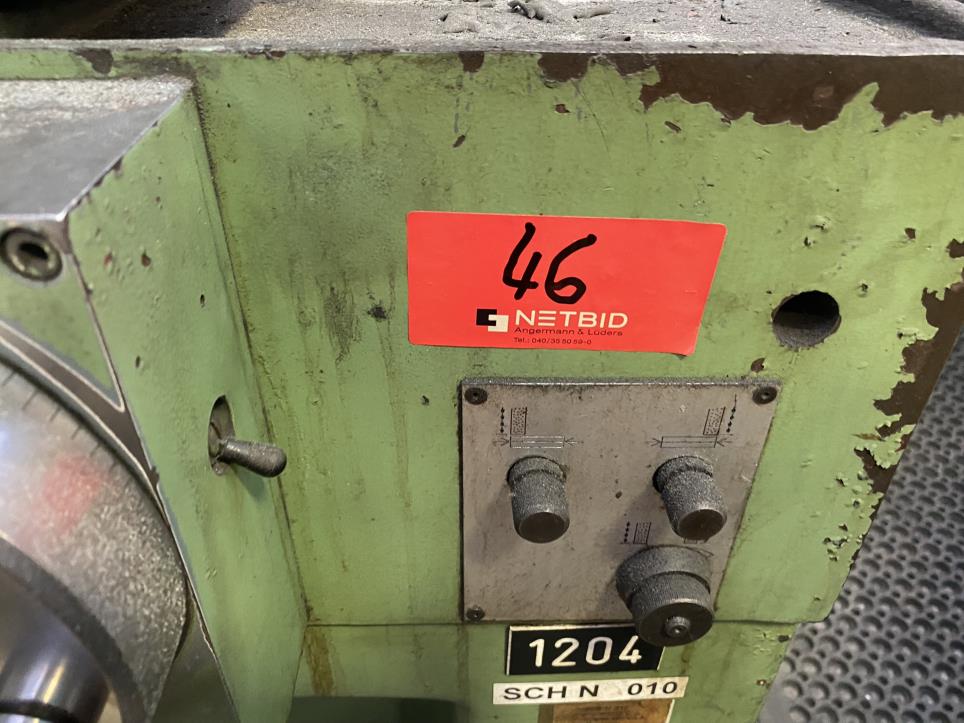 46
NETBID
Angermann & Lüders
Tel.: 040/35 50 59-0
1204
SCH N 010